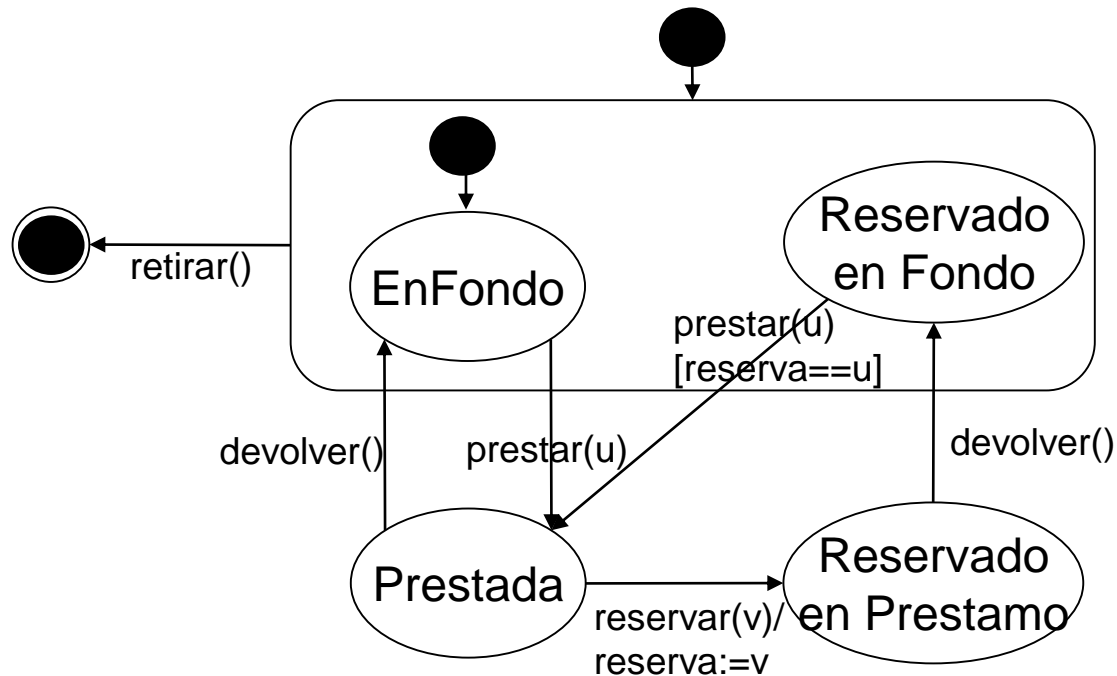 Reservado
en Fondo
EnFondo
retirar()
prestar(u)
[reserva==u]
devolver()
prestar(u)
devolver()
Prestada
Reservado
en Prestamo
reservar(v)/
reserva:=v